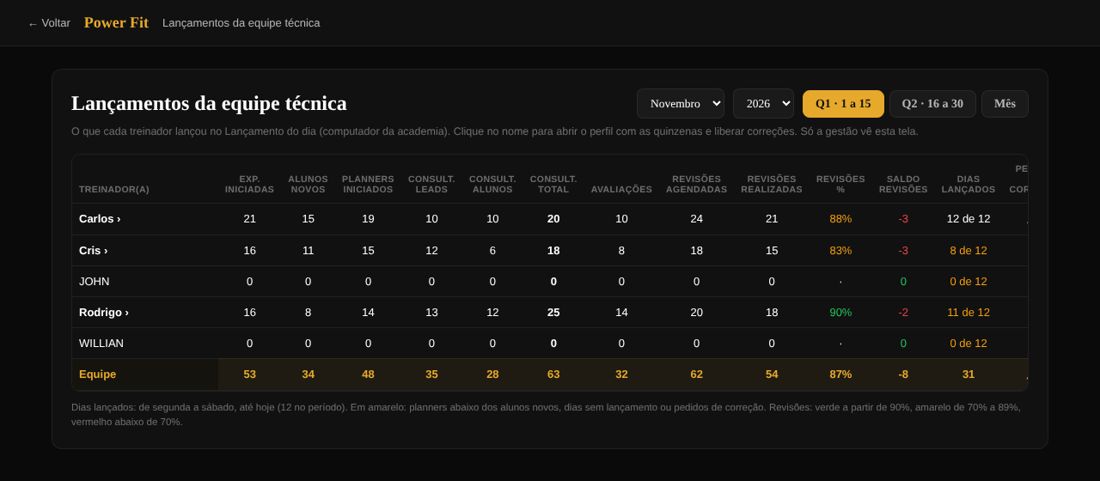 ← Voltar Power Fit Lançamentos da equipe técnica
Lançamentos da equipe técnica Novembro 2026 Q1 · 1 a 15 Q2 · 16 a 30 Mês
O que cada treinador lançou no Lançamento do dia (computador da academia). Clique no nome para abrir o perfil com as quinzenas e liberar correções. Só a gestão vê esta tela.
TREINADOR(A) EXP. INICIADAS ALUNOS NOVOS PLANNERS INICIADOS CONSULT. LEADS CONSULT. ALUNOS CONSULT. TOTAL AVALIAÇÕES REVISÕES AGENDADAS REVISÕES REALIZADAS REVISÕES % SALDO REVISÕES DIAS LANÇADOS
Carlos › 21 15 19 10 10 20 10 24 21 88% -3 12 de 12
Cris › 16 11 15 12 6 18 8 18 15 83% -3 8 de 12
JOHN 0 0 0 0 0 0 0 0 0 · 0 0 de 12
Rodrigo › 16 8 14 13 12 25 14 20 18 90% -2 11 de 12
WILLIAN 0 0 0 0 0 0 0 0 0 · 0 0 de 12
Equipe 53 34 48 35 28 63 32 62 54 87% -8 31
Dias lançados: de segunda a sábado, até hoje (12 no período). Em amarelo: planners abaixo dos alunos novos, dias sem lançamento ou pedidos de correção. Revisões: verde a partir de 90%, amarelo de 70% a 89%,
vermelho abaixo de 70%.